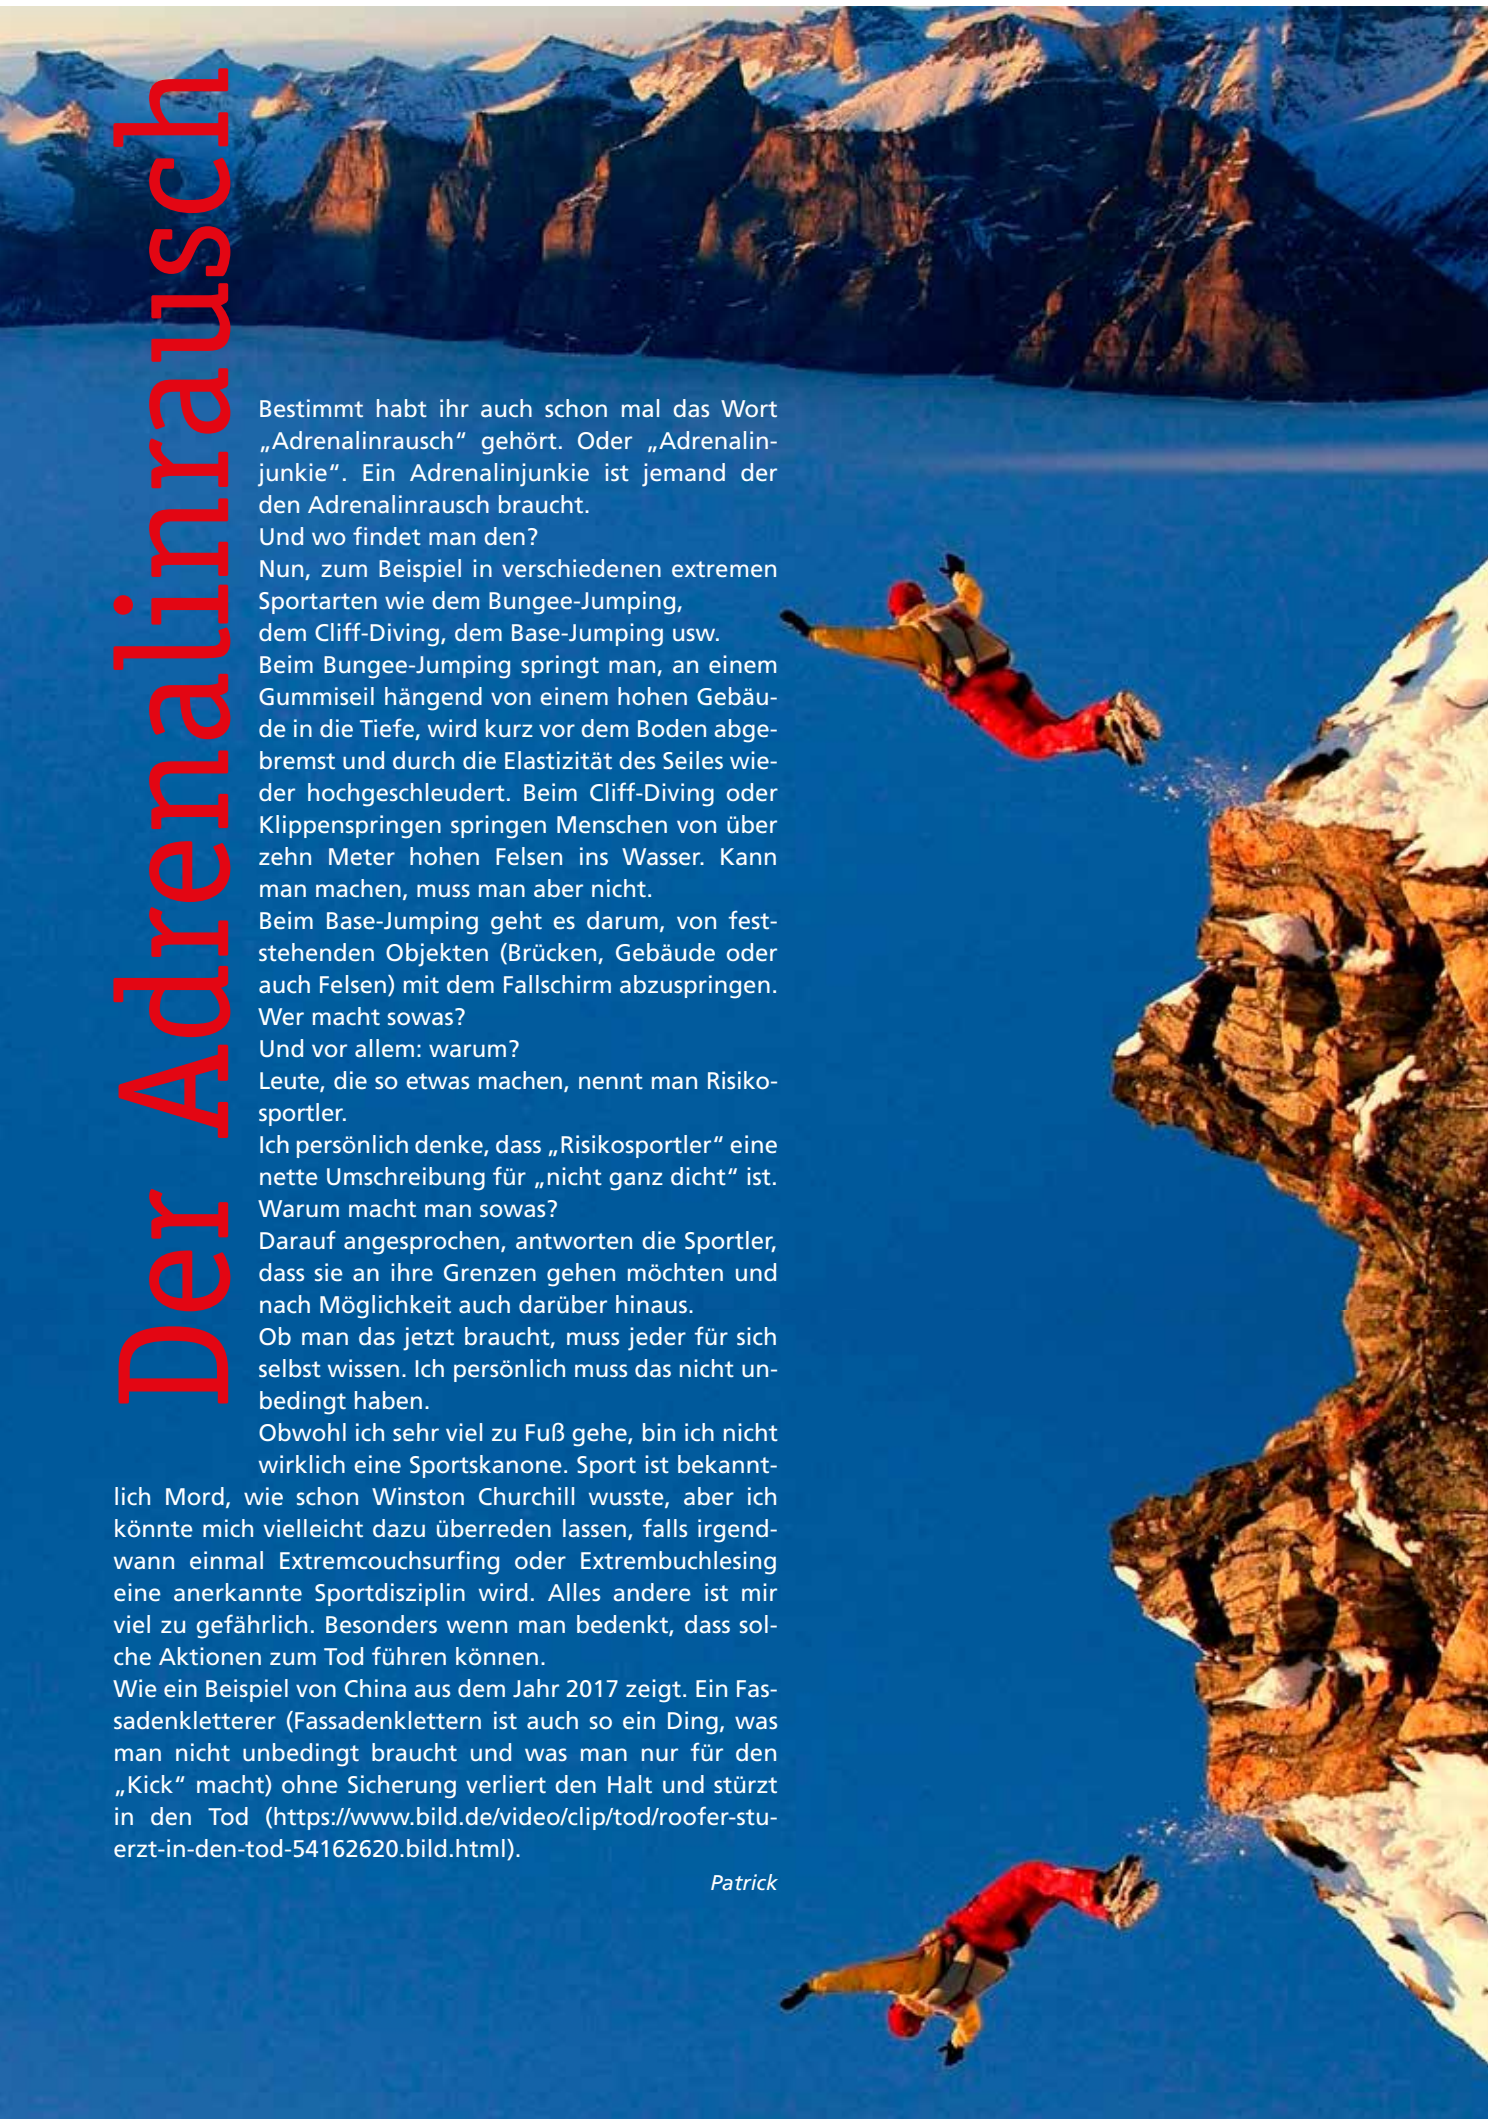 Der Adrenalinrausch
Bestimmt habt ihr auch schon mal das Wort
„Adrenalinrausch“ gehört. Oder „Adrenalin-
junkie“. Ein Adrenalinjunkie ist jemand der
den Adrenalinrausch braucht.
Und wo findet man den?
Nun, zum Beispiel in verschiedenen extremen
Sportarten wie dem Bungee-Jumping,
dem Cliff-Diving, dem Base-Jumping usw.
Beim Bungee-Jumping springt man, an einem
Gummiseil hängend von einem hohen Gebäu-
de in die Tiefe, wird kurz vor dem Boden abge-
bremst und durch die Elastizität des Seiles wie-
der hochgeschleudert. Beim Cliff-Diving oder
Klippenspringen springen Menschen von über
zehn Meter hohen Felsen ins Wasser. Kann
man machen, muss man aber nicht.
Beim Base-Jumping geht es darum, von fest-
stehenden Objekten (Brücken, Gebäude oder
auch Felsen) mit dem Fallschirm abzuspringen.
Wer macht sowas?
Und vor allem: warum?
Leute, die so etwas machen, nennt man Risiko-
sportler.
Ich persönlich denke, dass „Risikosportler“ eine
nette Umschreibung für „nicht ganz dicht“ ist.
Warum macht man sowas?
Darauf angesprochen, antworten die Sportler,
dass sie an ihre Grenzen gehen möchten und
nach Möglichkeit auch darüber hinaus.
Ob man das jetzt braucht, muss jeder für sich
selbst wissen. Ich persönlich muss das nicht un-
bedingt haben.
Obwohl ich sehr viel zu Fuß gehe, bin ich nicht
wirklich eine Sportskanone. Sport ist bekannt-
lich Mord, wie schon Winston Churchill wusste, aber ich
könnte mich vielleicht dazu überreden lassen, falls irgend-
wann einmal Extremcouchsurfing oder Extrembuchlesing
eine anerkannte Sportdisziplin wird. Alles andere ist mir
viel zu gefährlich. Besonders wenn man bedenkt, dass sol-
che Aktionen zum Tod führen können.
Wie ein Beispiel von China aus dem Jahr 2017 zeigt. Ein Fas-
sadenkletterer (Fassadenklettern ist auch so ein Ding, was
man nicht unbedingt braucht und was man nur für den
„Kick“ macht) ohne Sicherung verliert den Halt und stürzt
in den Tod (https://www.bild.de/video/clip/tod/roofer-stu-
erzt-in-den-tod-54162620.bild.html).
Patrick